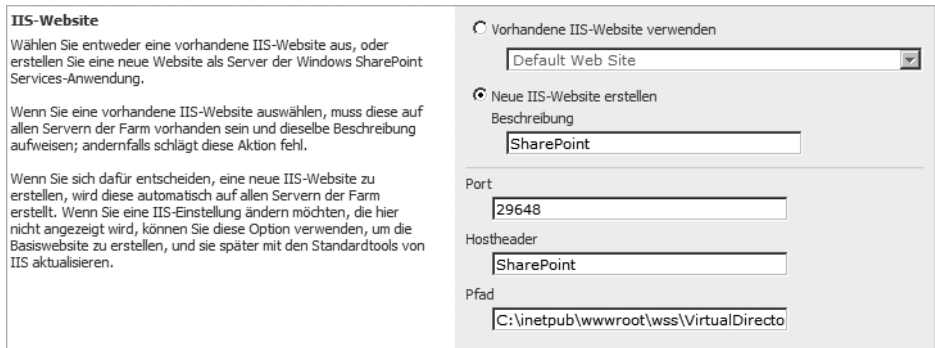 IIS-Website
Wählen Sie entweder eine vorhandene IIS-Website aus, oder
erstellen Sie eine neue Website als Server der Windows SharePoint
Services-Anwendung.
Wenn Sie eine vorhandene IIS-Website auswählen, muss diese auf
allen Servern der Farm vorhanden sein und dieselbe Beschreibung
aufweisen; andernfalls schlägt diese Aktion fehl.
Wenn Sie sich dafür entscheiden, eine neue IIS-Website zu
erstellen, wird diese automatisch auf allen Servern der Farm
erstellt. Wenn Sie eine IIS-Einstellung ändern möchten, die hier
nicht angezeigt wird, können Sie diese Option verwenden, um die
Basiswebsite zu erstellen, und sie später mit den Standardtools von
IIS aktualisieren.
Vorhandene IIS-Website verwenden
Default Web Site
Neue IIS-Website erstellen
Beschreibung
SharePoint
Port
29648
Hostheader
SharePoint
Pfad
C:\inetpub\wwwroot\wss\VirtualDirecto